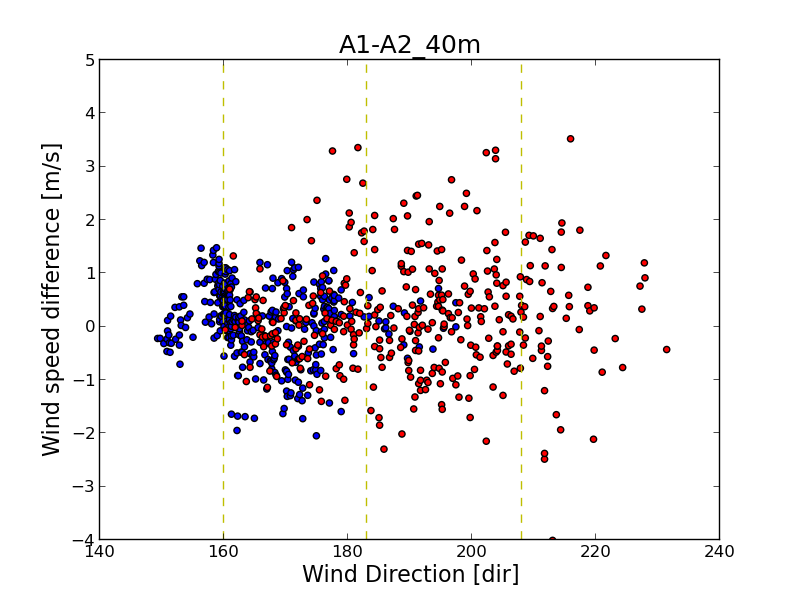 A1-A2_40m
5
4
3
2
1
0
−1
−2
−3
−4
Wind speed difference [m/s]
140 160 180 200 220 240
Wind Direction [dir]